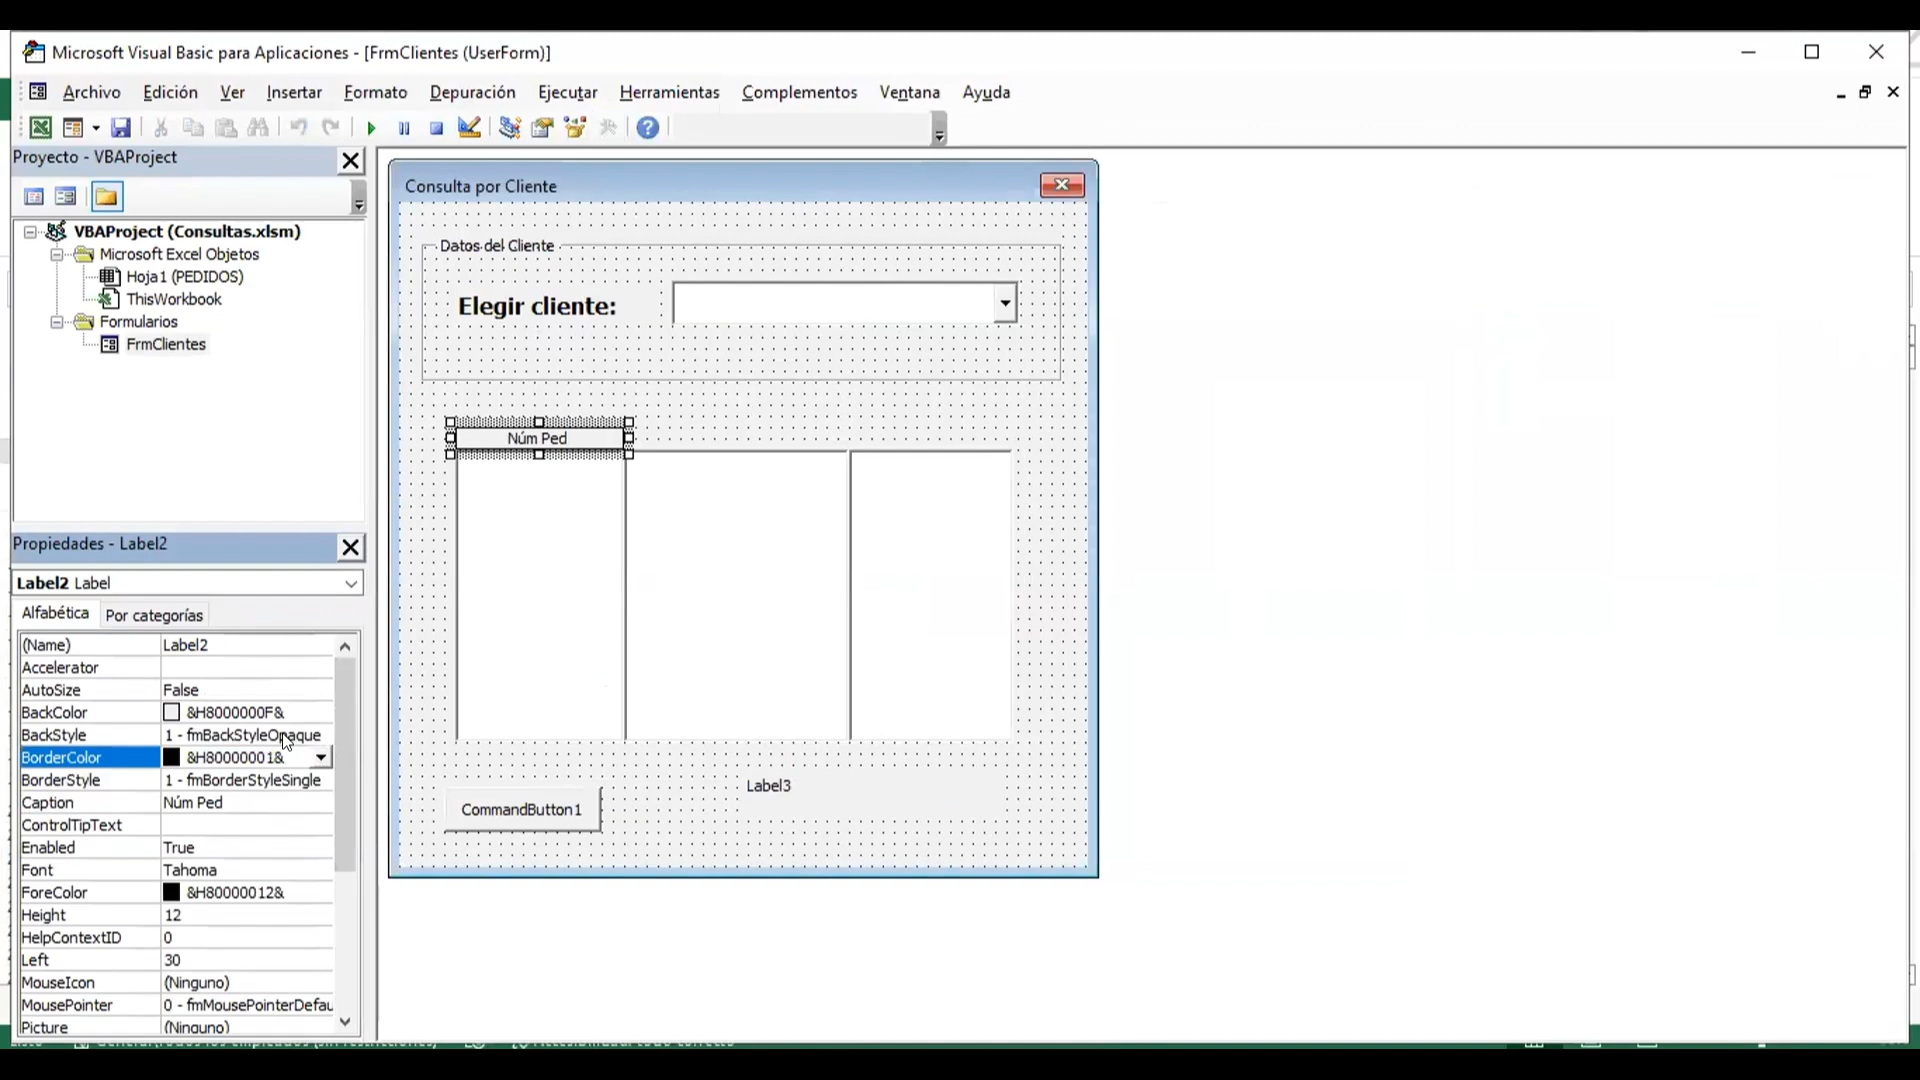 Microsoft Visual Basic para Aplicaciones - [FrmClientes (UserForm)]
Archivo Edición Ver Insertar Formato Depuración Ejecutar Herramientas Complementos Ventana Ayuda
Proyecto - VBAProject
VBAProject (Consultas.xlsm)
Microsoft Excel Objetos
Hoja1 (PEDIDOS)
ThisWorkbook
Formularios
FrmClientes
Propiedades - Label2
Label2 Label
Alfabética Por categorías
(Name) Label2
Accelerator
AutoSize False
BackColor &H8000000F&
BackStyle 1 - fmBackStyleOpaque
BorderColor &H80000001&
BorderStyle 1 - fmBorderStyleSingle
Caption Núm Ped
ControlTipText
Enabled True
Font Tahoma
ForeColor &H80000012&
Height 12
HelpContextID 0
Left 30
MouseIcon (Ninguno)
MousePointer 0 - fmMousePointerDefau
Picture (Ninguno)
Consulta por Cliente
Datos del Cliente
Elegir cliente:
Núm Ped
Label3
CommandButton1